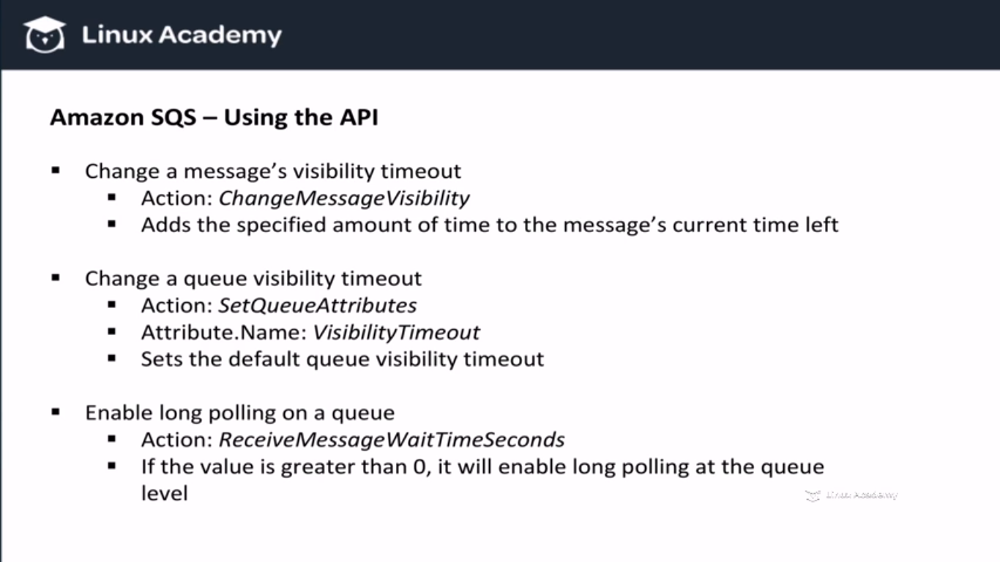 Linux Academy
Amazon SQS – Using the API
▪ Change a message’s visibility timeout
▪ Action: ChangeMessageVisibility
▪ Adds the specified amount of time to the message’s current time left
▪ Change a queue visibility timeout
▪ Action: SetQueueAttributes
▪ Attribute.Name: VisibilityTimeout
▪ Sets the default queue visibility timeout
▪ Enable long polling on a queue
▪ Action: ReceiveMessageWaitTimeSeconds
▪ If the value is greater than 0, it will enable long polling at the queue
level
Linux Academy